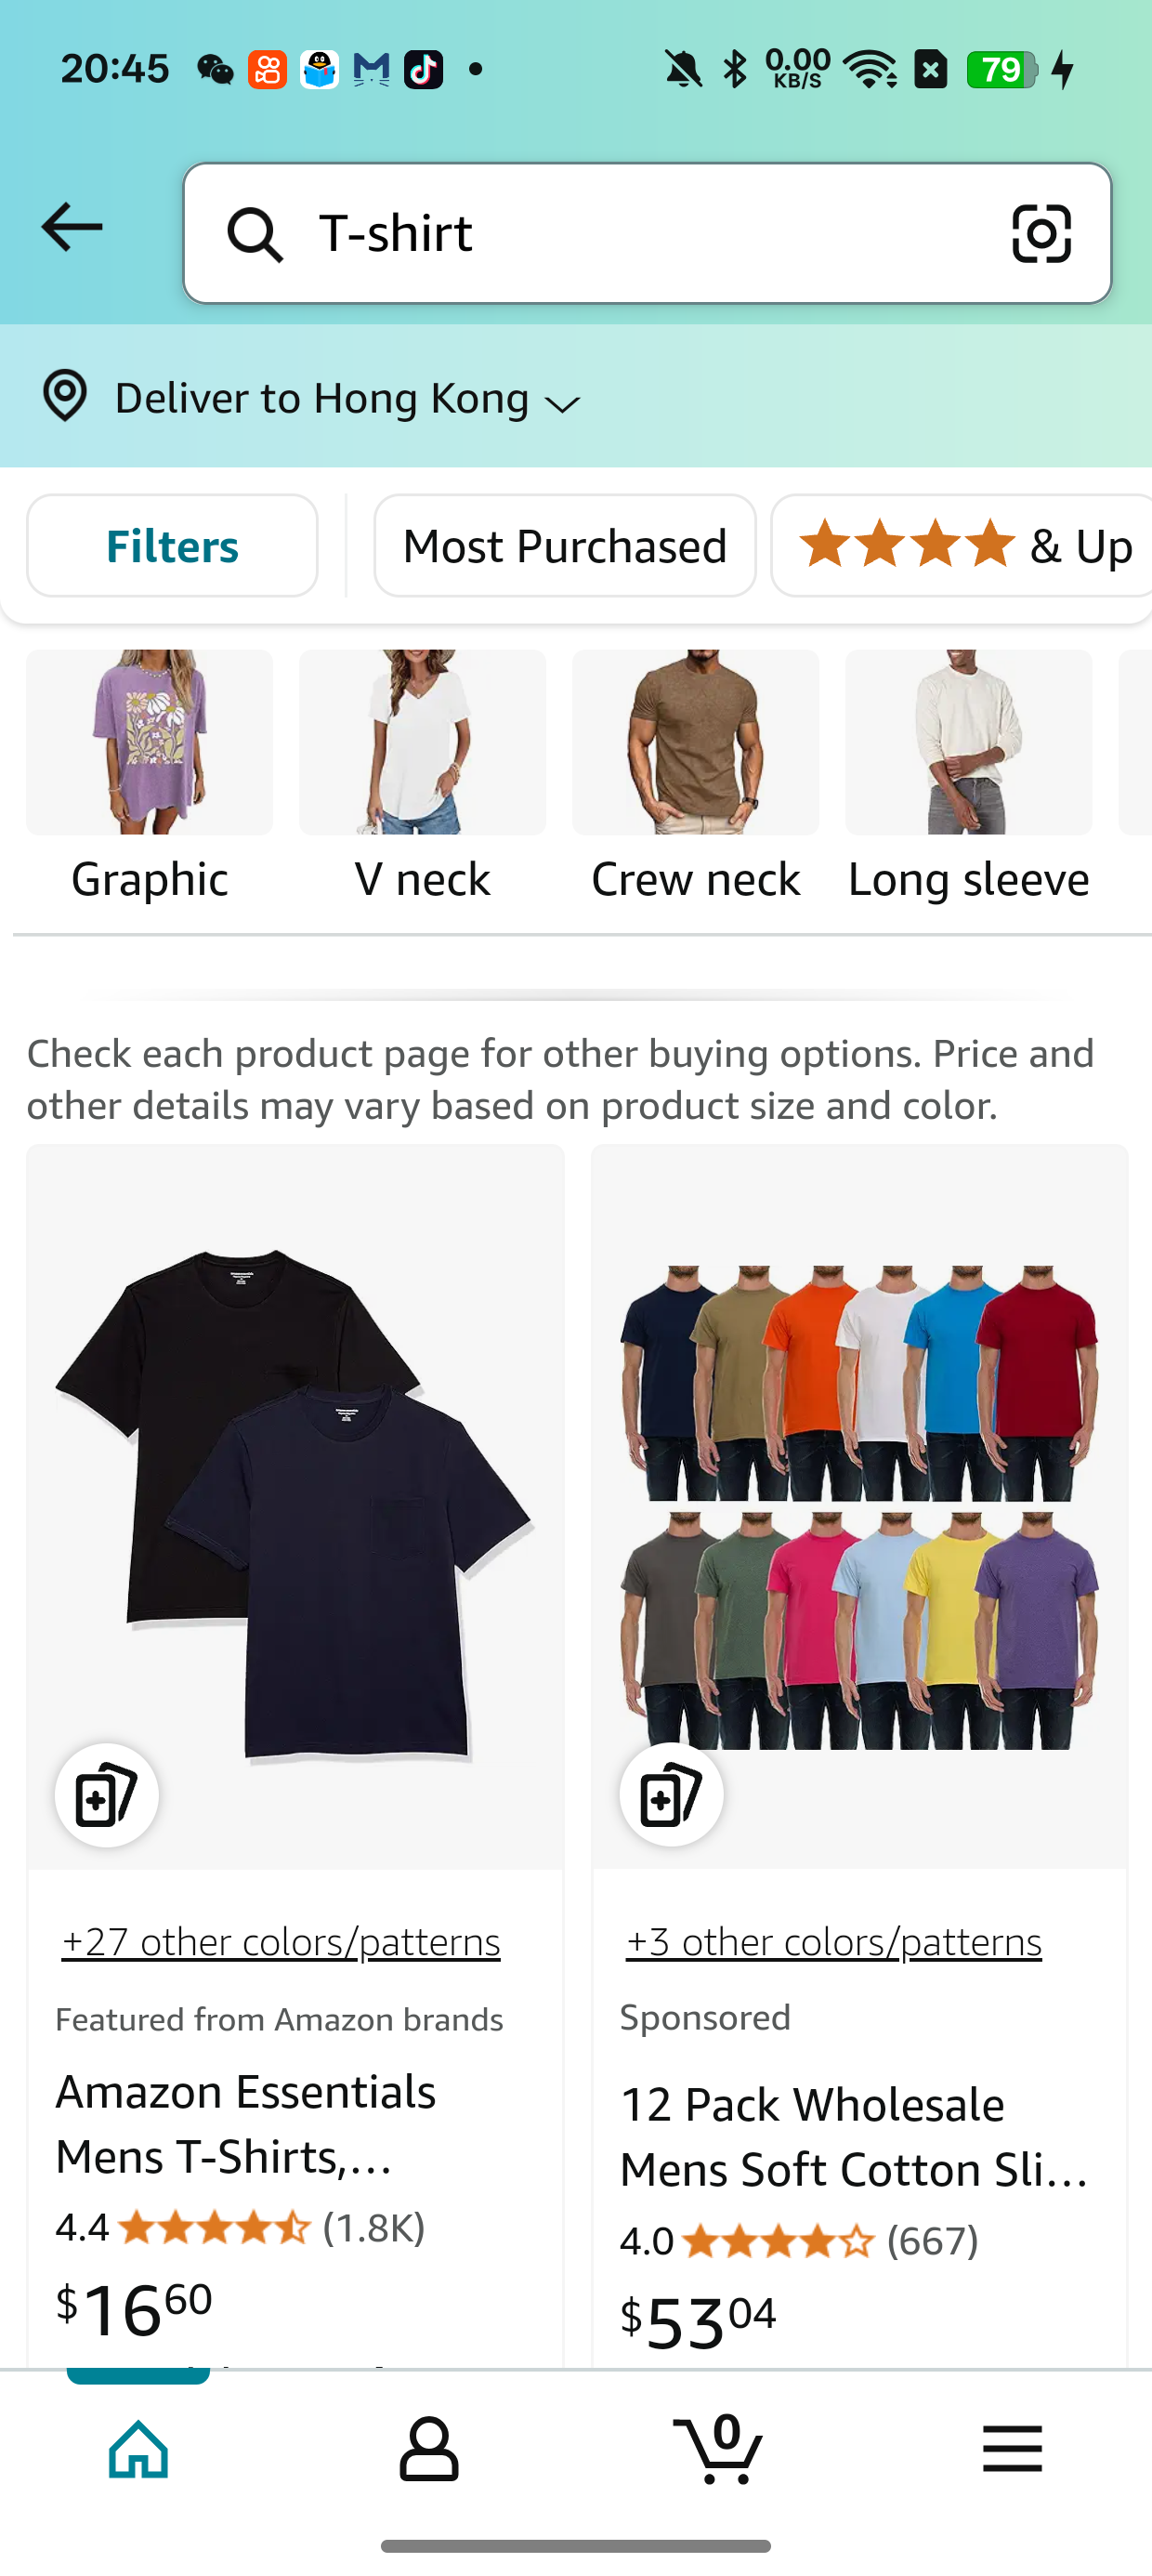 20:45
0.00
KB/S
79
T-shirt
Deliver to Hong Kong
Filters
Most Purchased
& Up
Graphic
V neck
Crew neck
Long sleeve
Check each product page for other buying options. Price and
other details may vary based on product size and color.
+27 other colors/patterns
Featured from Amazon brands
Amazon Essentials
Mens T-Shirts,...
4.4 (1.8K)
$16 60
+3 other colors/patterns
Sponsored
12 Pack Wholesale
Mens Soft Cotton Sli...
4.0 (667)
$53 04
0